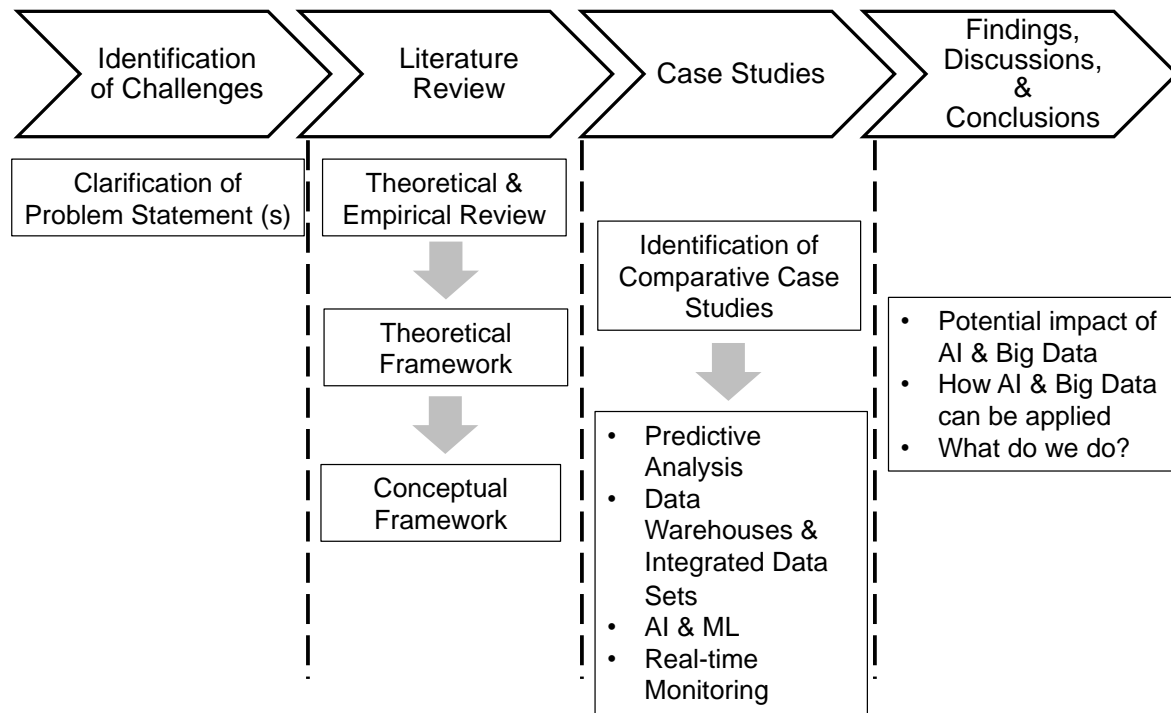 Identification
of Challenges
Literature
Review
Case Studies
Findings,
Discussions,
&
Conclusions
Clarification of
Problem Statement (s)
Theoretical &
Empirical Review
Theoretical
Framework
Conceptual
Framework
Identification of
Comparative Case
Studies
• Predictive
Analysis
• Data
Warehouses &
Integrated Data
Sets
• AI & ML
• Real-time
Monitoring
• Potential impact of
AI & Big Data
• How AI & Big Data
can be applied
• What do we do?